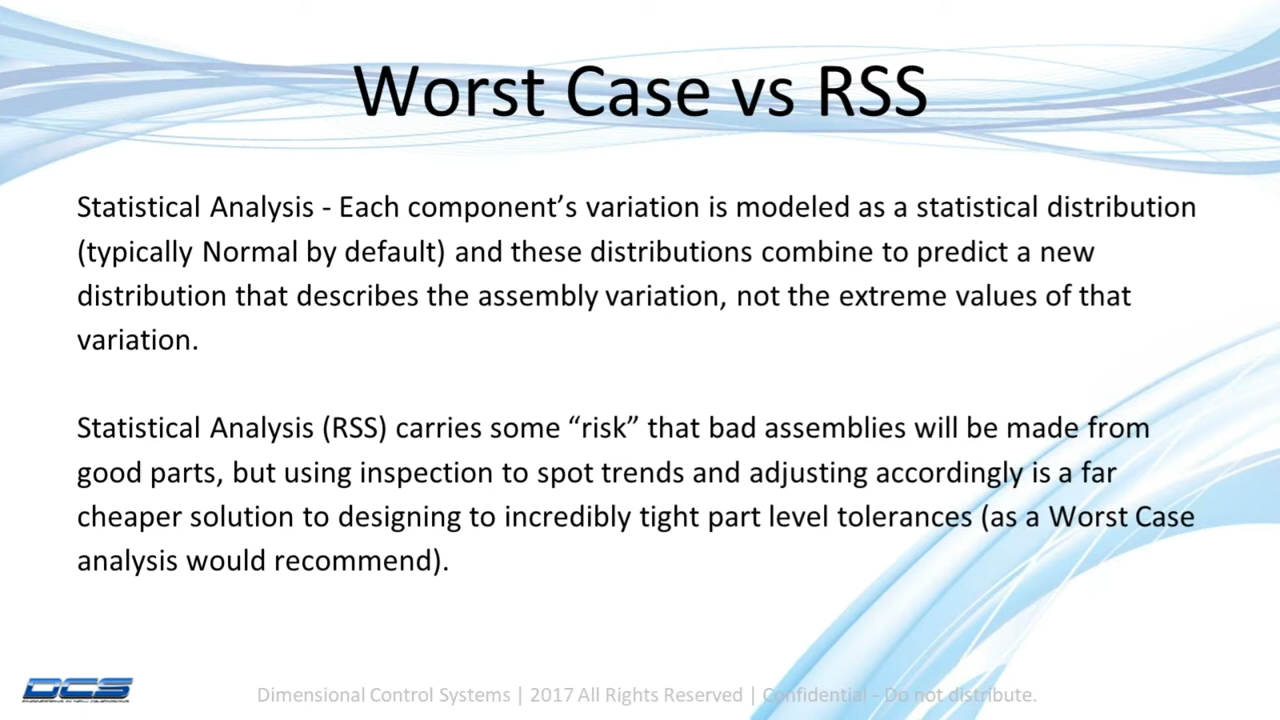 Worst Case vs RSS
Statistical Analysis - Each component’s variation is modeled as a statistical distribution
(typically Normal by default) and these distributions combine to predict a new
distribution that describes the assembly variation, not the extreme values of that
variation.
Statistical Analysis (RSS) carries some “risk” that bad assemblies will be made from
good parts, but using inspection to spot trends and adjusting accordingly is a far
cheaper solution to designing to incredibly tight part level tolerances (as a Worst Case
analysis would recommend).
DCS
Dimensional Control Systems | 2017 All Rights Reserved | Confidential - Do not distribute.